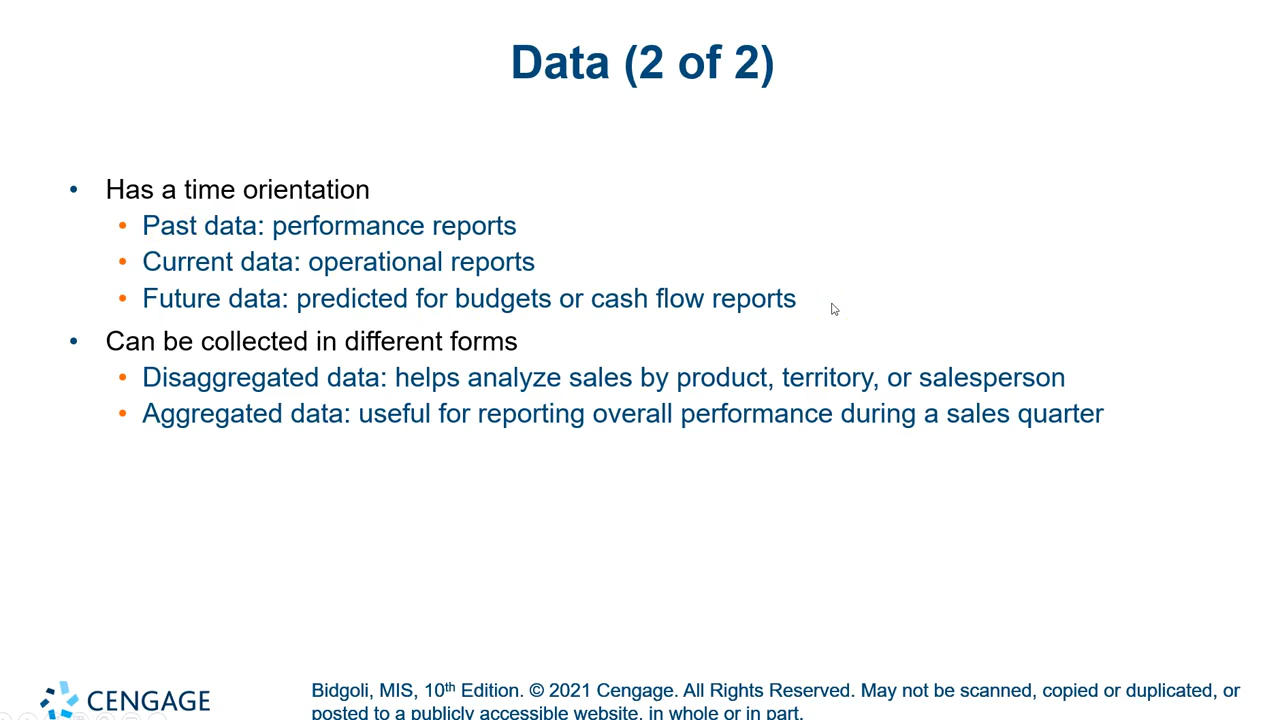 Data (2 of 2)
• Has a time orientation
• Past data: performance reports
• Current data: operational reports
• Future data: predicted for budgets or cash flow reports
• Can be collected in different forms
• Disaggregated data: helps analyze sales by product, territory, or salesperson
• Aggregated data: useful for reporting overall performance during a sales quarter
CENGAGE
Bidgoli, MIS, 10th Edition. © 2021 Cengage. All Rights Reserved. May not be scanned, copied or duplicated, or
posted to a publicly accessible website, in whole or in part.